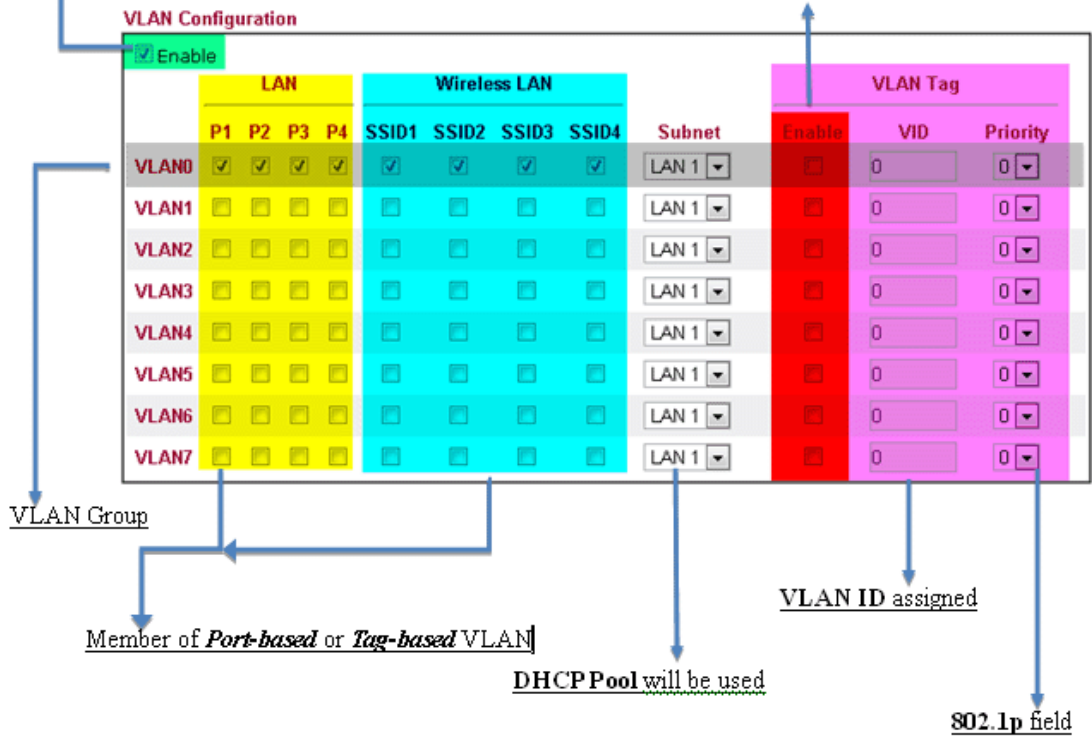 VLAN Configuration
Enable
LAN Wireless LAN VLAN Tag
P1 P2 P3 P4 SSID1 SSID2 SSID3 SSID4 Subnet Enable VID Priority
VLAN0 LAN 1 0 0
VLAN1 LAN 1 0 0
VLAN2 LAN 1 0 0
VLAN3 LAN 1 0 0
VLAN4 LAN 1 0 0
VLAN5 LAN 1 0 0
VLAN6 LAN 1 0 0
VLAN7 LAN 1 0 0
VLAN Group
VLAN ID assigned
Member of Port-based or Tag-based VLAN
DHCP Pool will be used
802.1p field